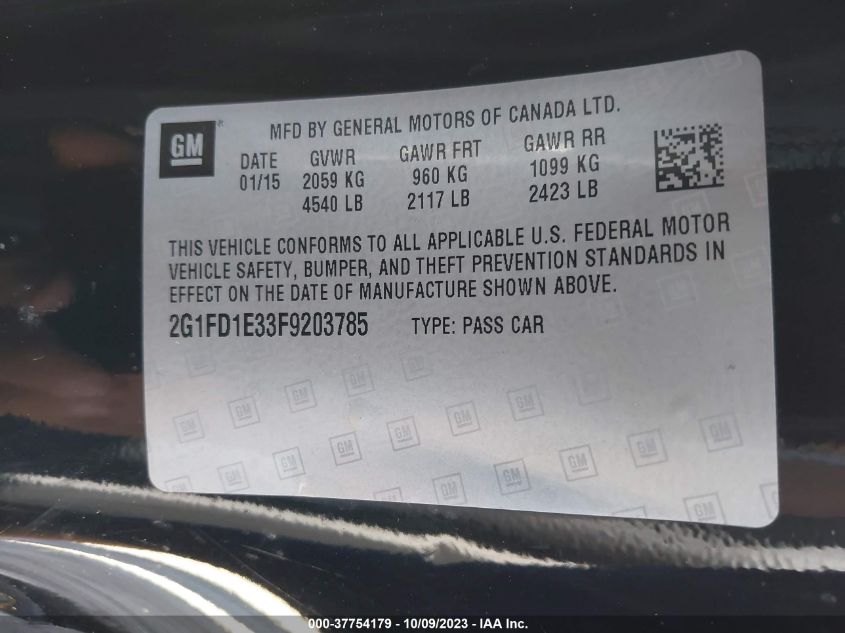 GM
MFD BY GENERAL MOTORS OF CANADA LTD.
DATE GVWR GAWR FRT GAWR RR
01/15 2059 KG 960 KG 1099 KG
4540 LB 2117 LB 2423 LB
THIS VEHICLE CONFORMS TO ALL APPLICABLE U.S. FEDERAL MOTOR
VEHICLE SAFETY, BUMPER, AND THEFT PREVENTION STANDARDS IN
EFFECT ON THE DATE OF MANUFACTURE SHOWN ABOVE.
2G1FD1E33F9203785 TYPE: PASS CAR
000-37754179 - 10/09/2023 - IAA Inc.